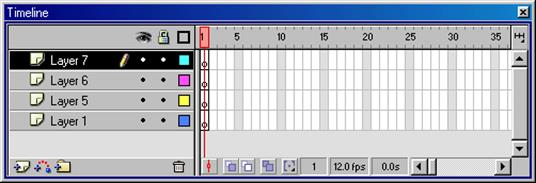 Timeline
1 5 10 15 20 25 30 35
Layer 7
Layer 6
Layer 5
Layer 1
1 12.0 fps 0.0s